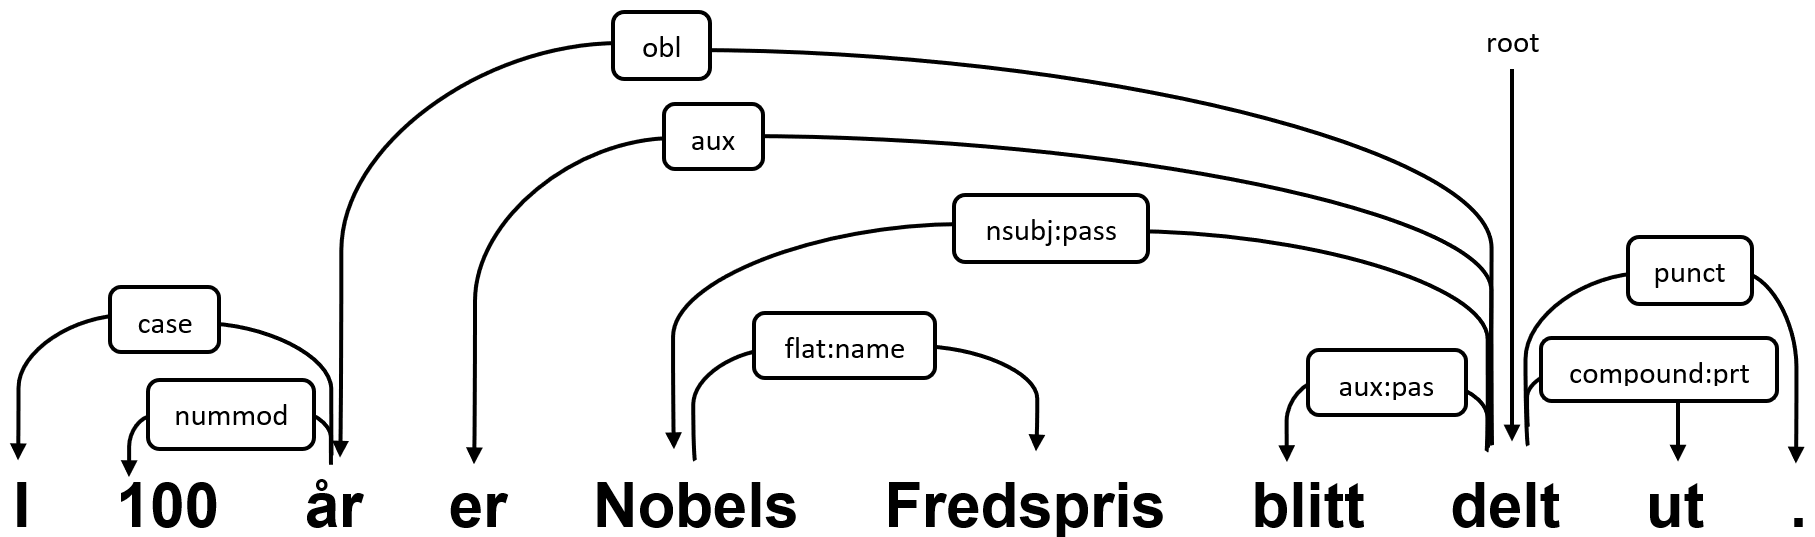 obl
root
aux
nsubj:pass
punct
case
flat:name
compound:prt
aux:pas
nummod
I 100 år er Nobels Fredspris blitt delt ut .